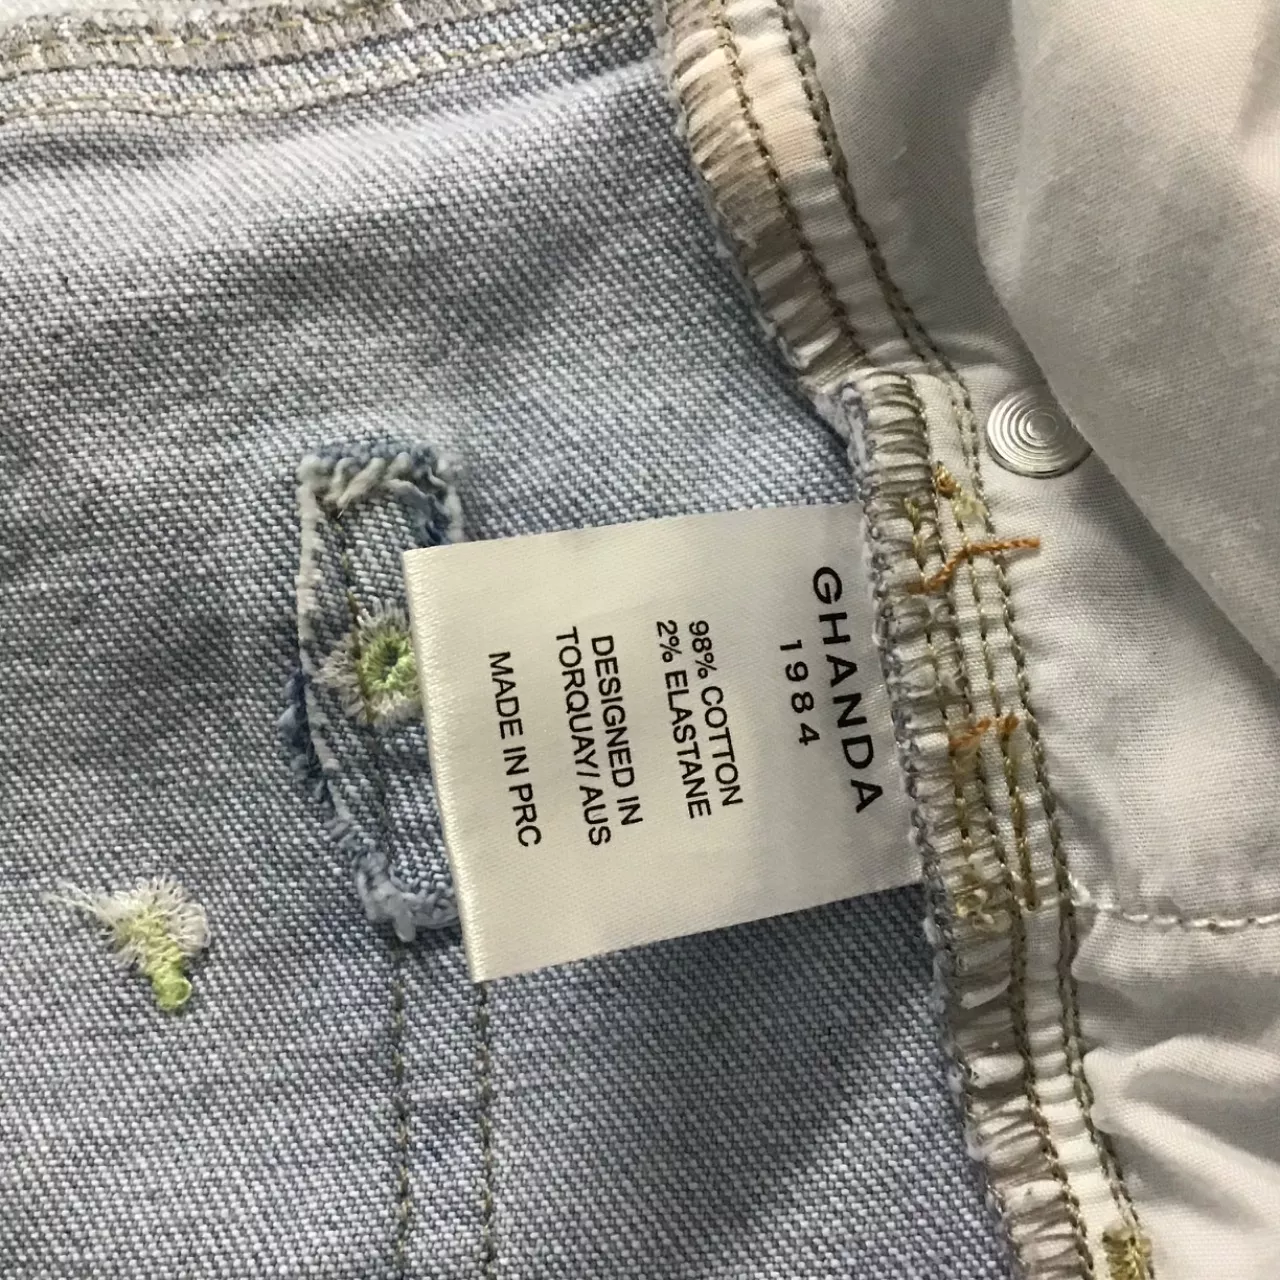 GHANDA
1984
98% COTTON
2% ELASTANE
DESIGNED IN
TORQUAY/AUS
MADE IN PRC